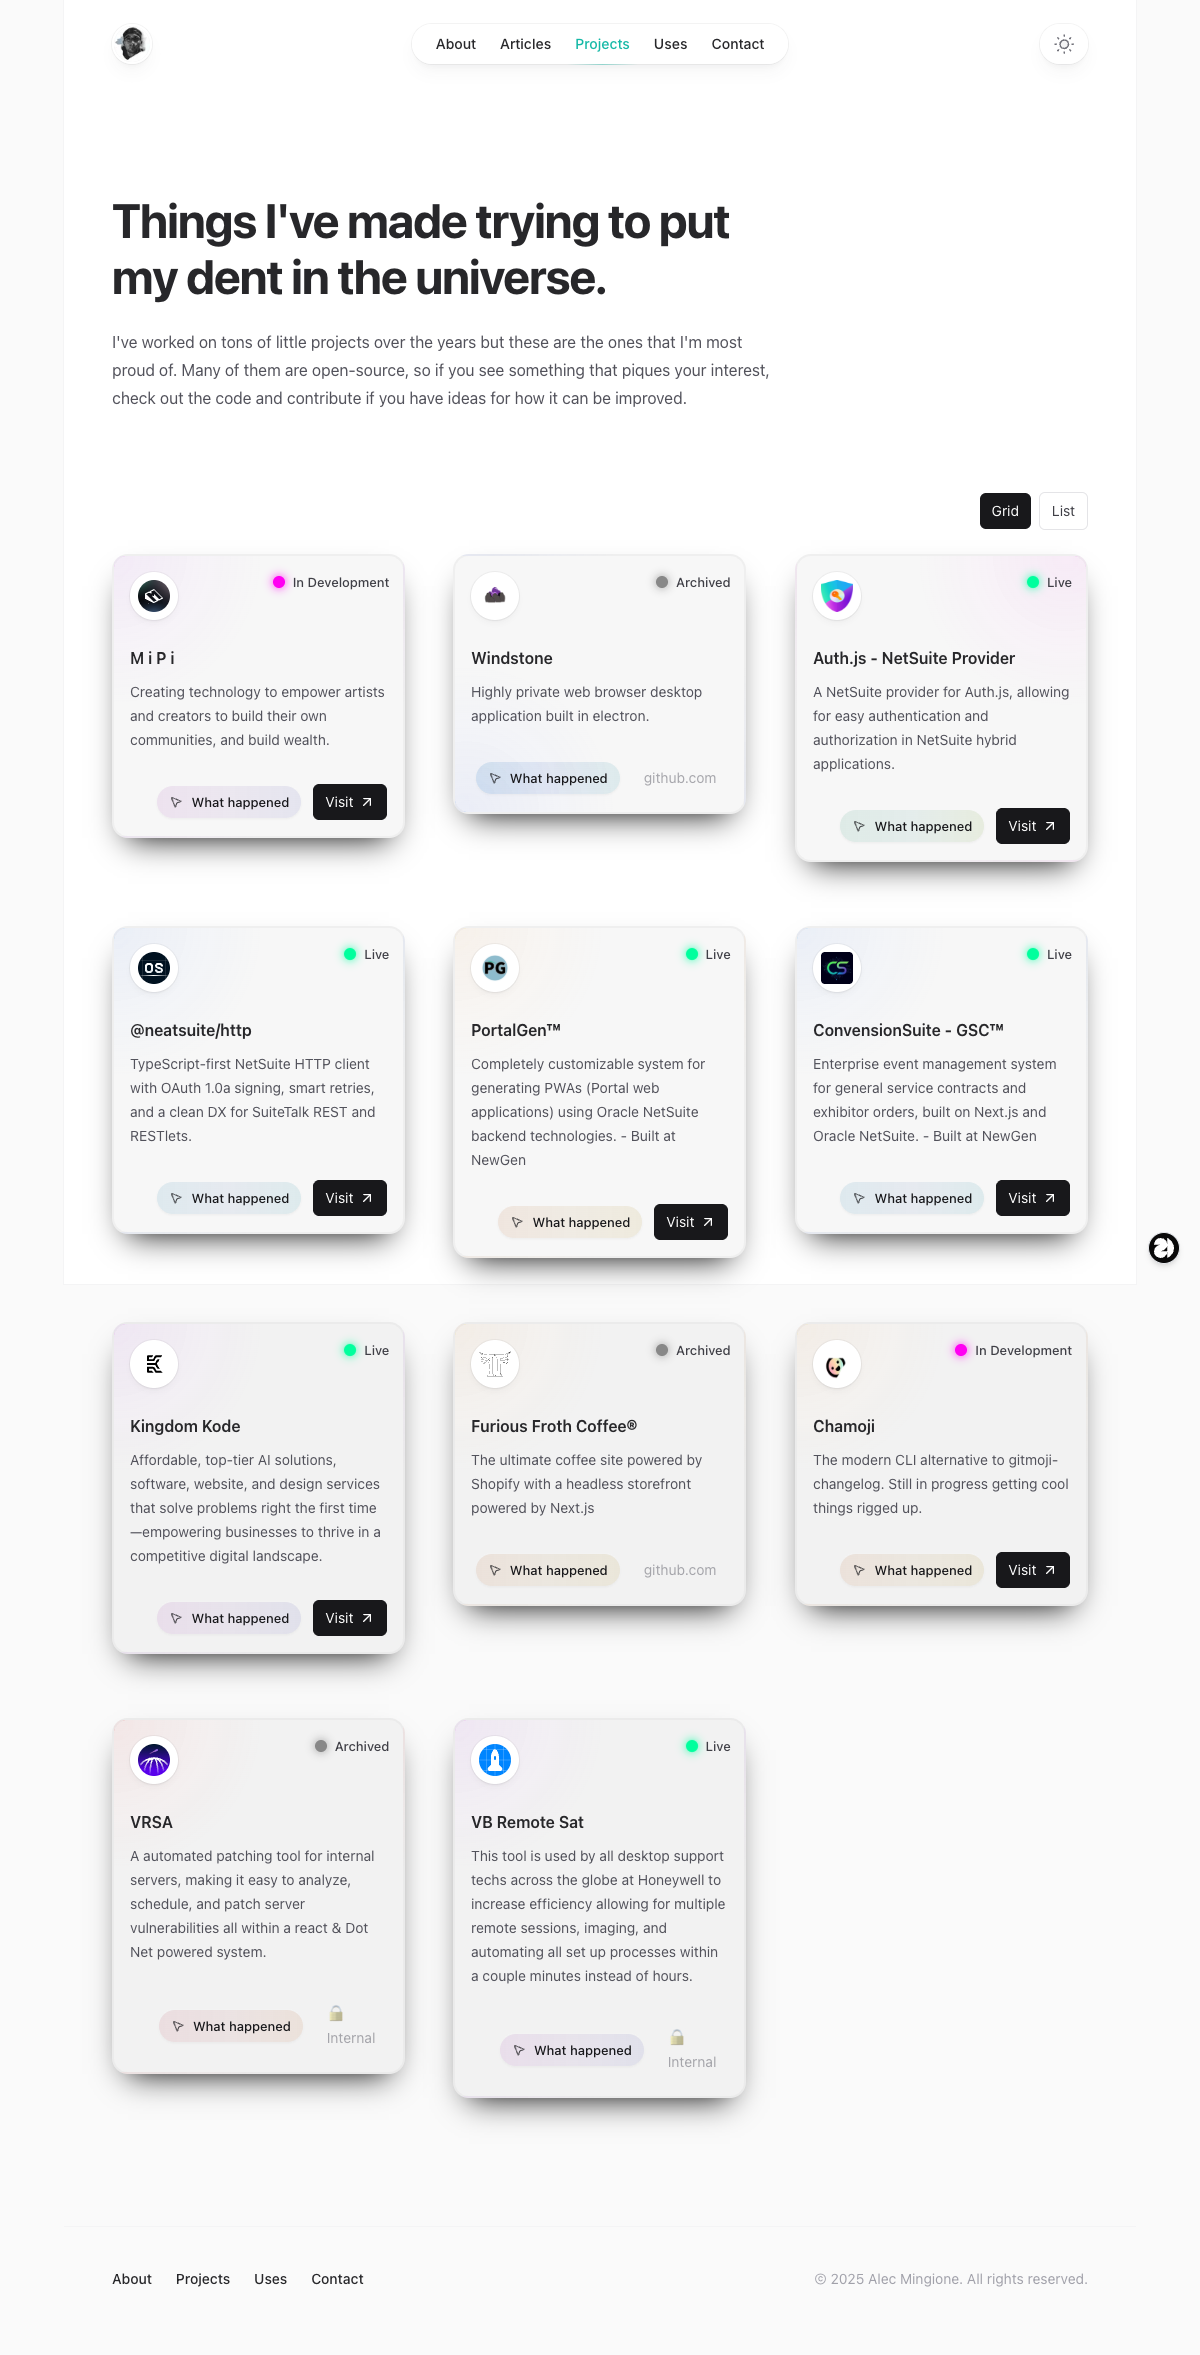 About Articles Projects Uses Contact
Things I've made trying to put
my dent in the universe.
I've worked on tons of little projects over the years but these are the ones that I'm most
proud of. Many of them are open-source, so if you see something that piques your interest,
check out the code and contribute if you have ideas for how it can be improved.
Grid List
In Development
M i P i
Creating technology to empower artists
and creators to build their own
communities, and build wealth.
What happened Visit
Archived
Windstone
Highly private web browser desktop
application built in electron.
What happened github.com
Live
Auth.js - NetSuite Provider
A NetSuite provider for Auth.js, allowing
for easy authentication and
authorization in NetSuite hybrid
applications.
What happened Visit
OS
Live
@neatsuite/http
TypeScript-first NetSuite HTTP client
with OAuth 1.0a signing, smart retries,
and a clean DX for SuiteTalk REST and
RESTlets.
What happened Visit
PG
Live
PortalGen™
Completely customizable system for
generating PWAs (Portal web
applications) using Oracle NetSuite
backend technologies. - Built at
NewGen
What happened Visit
CS
Live
ConvensionSuite - GSC™
Enterprise event management system
for general service contracts and
exhibitor orders, built on Next.js and
Oracle NetSuite. - Built at NewGen
What happened Visit
Live
Kingdom Kode
Affordable, top-tier AI solutions,
software, website, and design services
that solve problems right the first time
—empowering businesses to thrive in a
competitive digital landscape.
What happened Visit
Archived
Furious Froth Coffee®
The ultimate coffee site powered by
Shopify with a headless storefront
powered by Next.js
What happened github.com
In Development
Chamoji
The modern CLI alternative to gitmoji-
changelog. Still in progress getting cool
things rigged up.
What happened Visit
Archived
VRSA
A automated patching tool for internal
servers, making it easy to analyze,
schedule, and patch server
vulnerabilities all within a react & Dot
Net powered system.
What happened 🔒
Internal
Live
VB Remote Sat
This tool is used by all desktop support
techs across the globe at Honeywell to
increase efficiency allowing for multiple
remote sessions, imaging, and
automating all set up processes within
a couple minutes instead of hours.
What happened 🔒
Internal
About Projects Uses Contact
© 2025 Alec Mingione. All rights reserved.